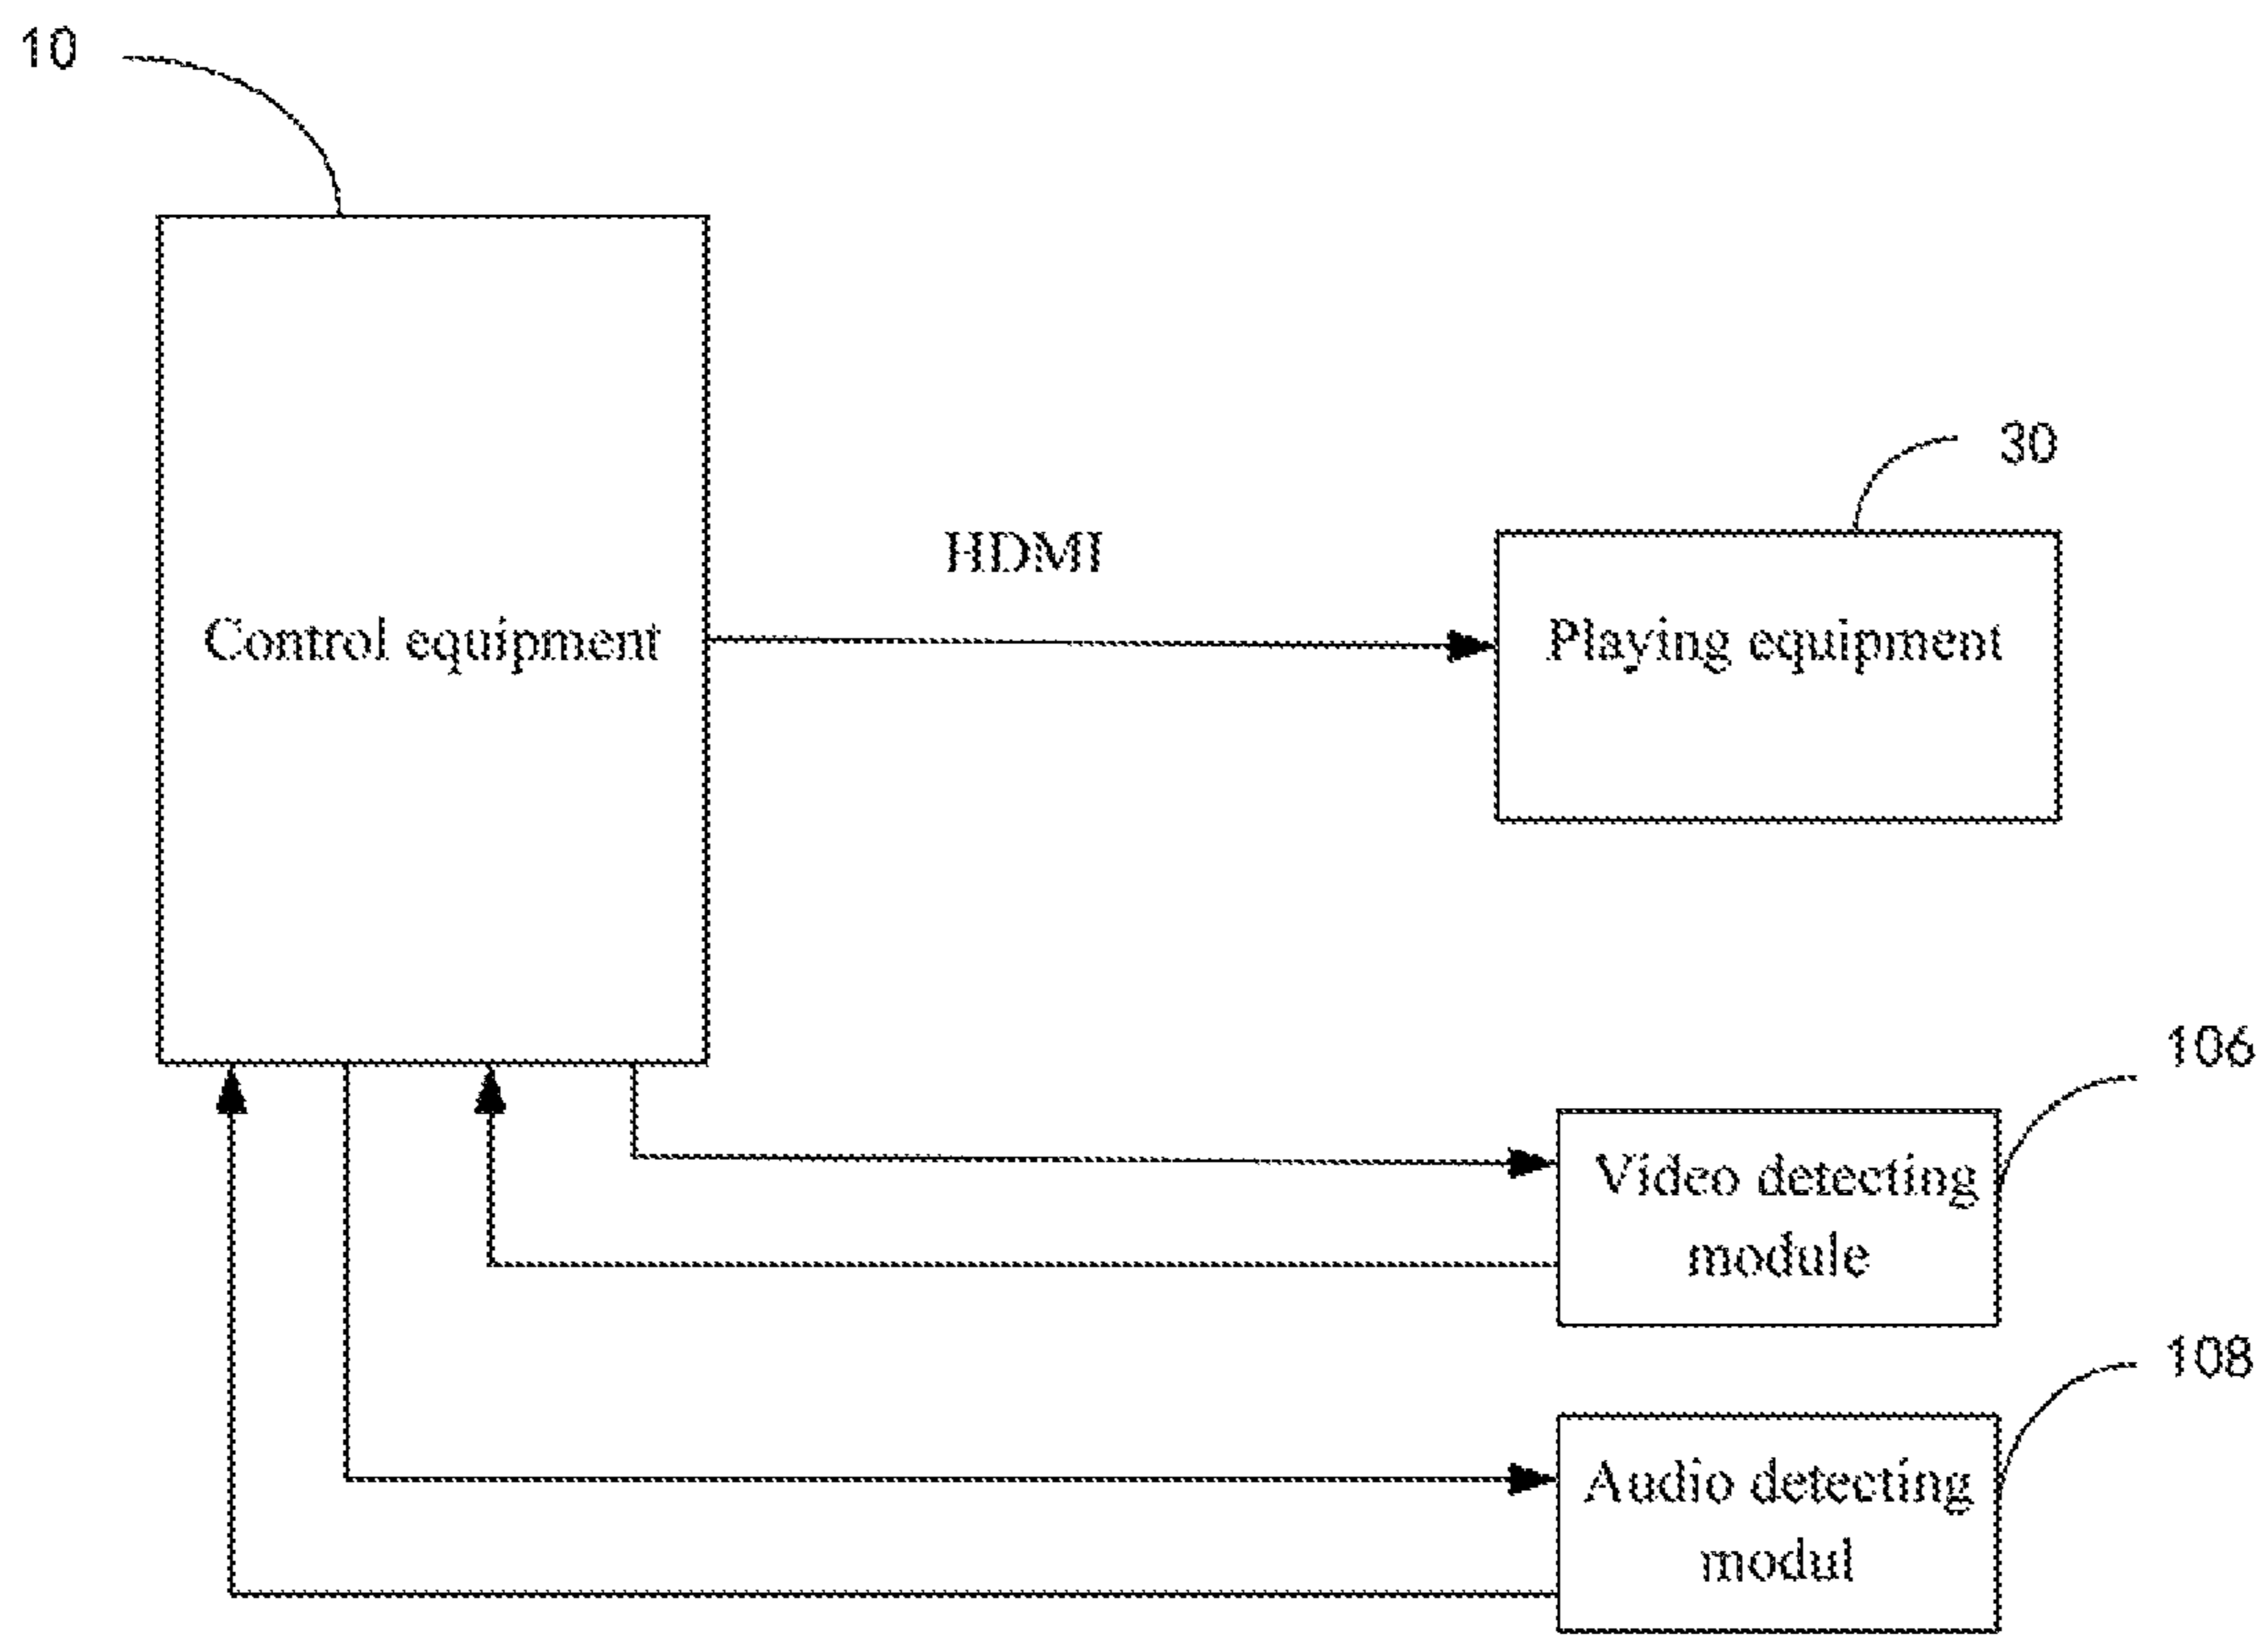 10
30
HDMI
Control equipment
Playing equipment
106
Video detecting
module
108
Audio detecting
modul